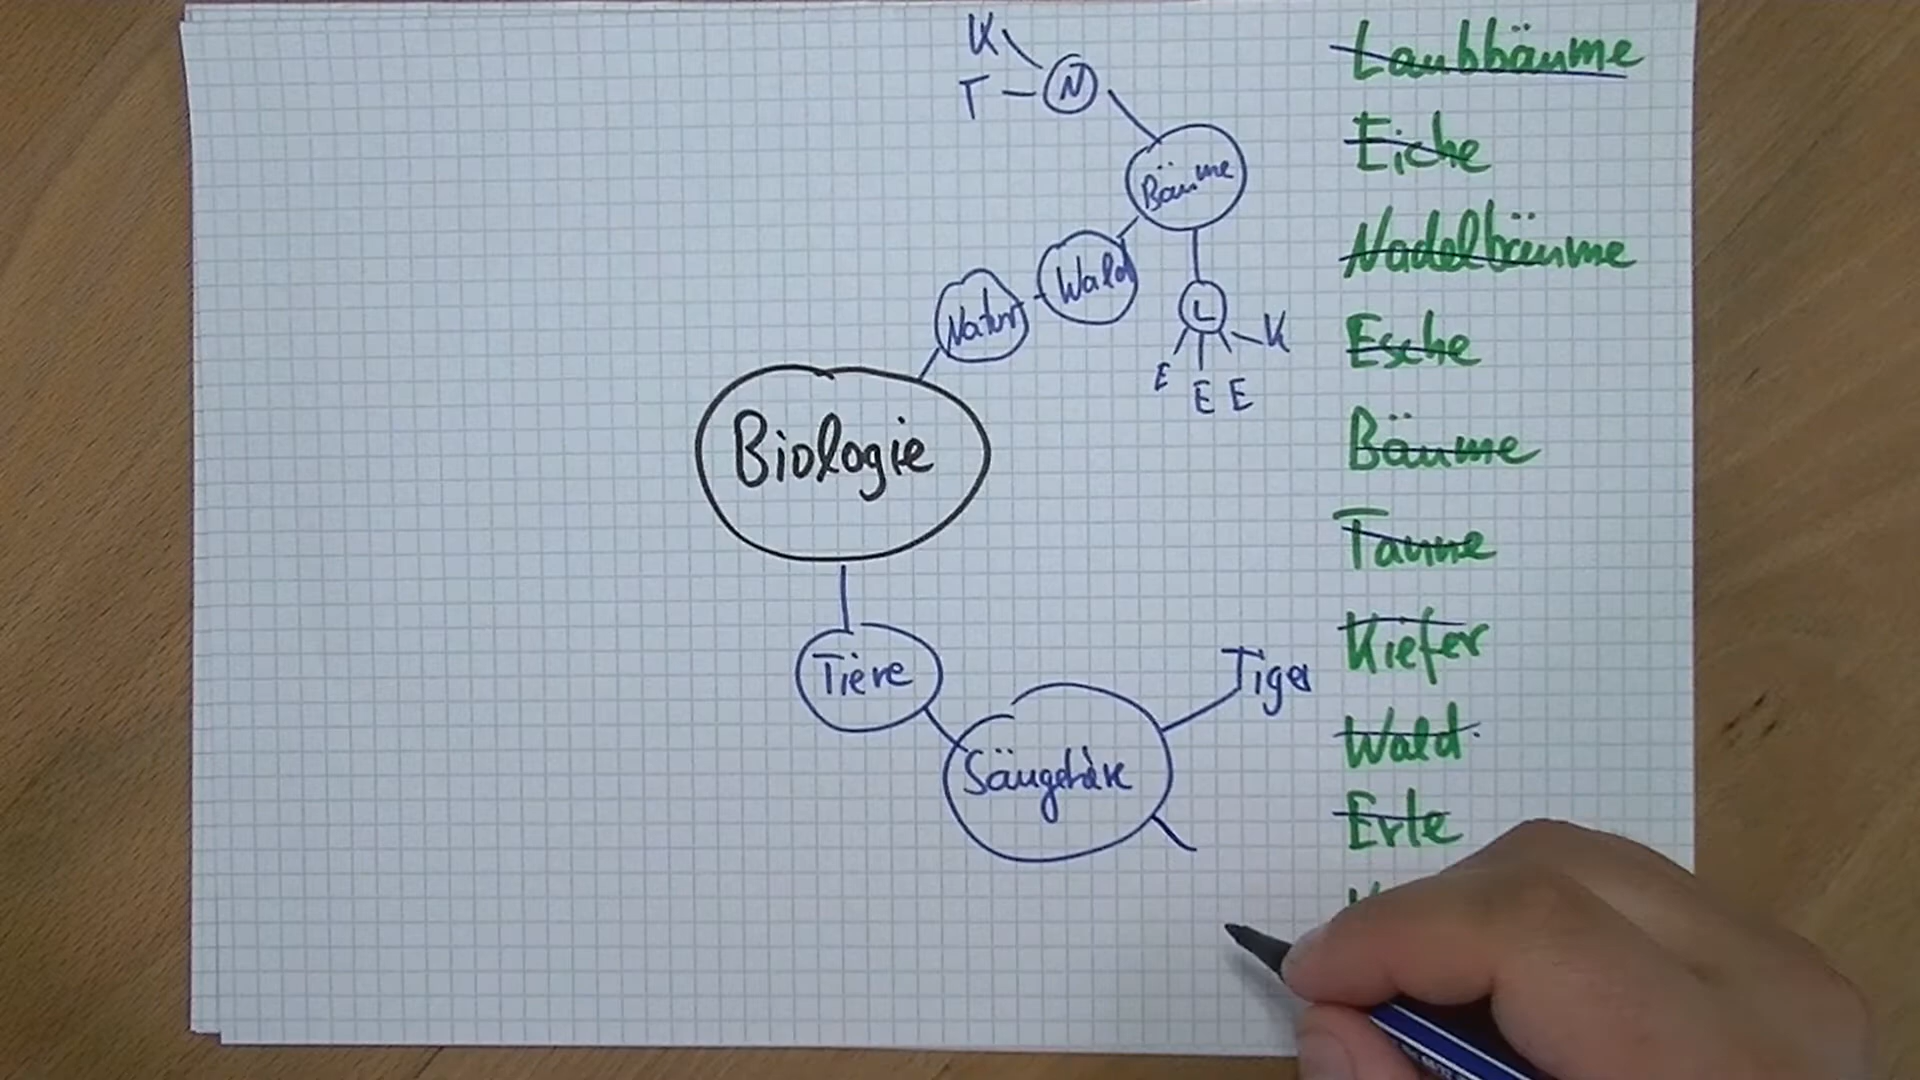 K
T
N
Bäume
Wald
Natur
L
K
E
E
E
Biologie
Tiere
Säugetiere
Tiger
Laubbäume
Eiche
Nadelbäume
Esche
Bäume
Tanne
Kiefer
Wald
Erle